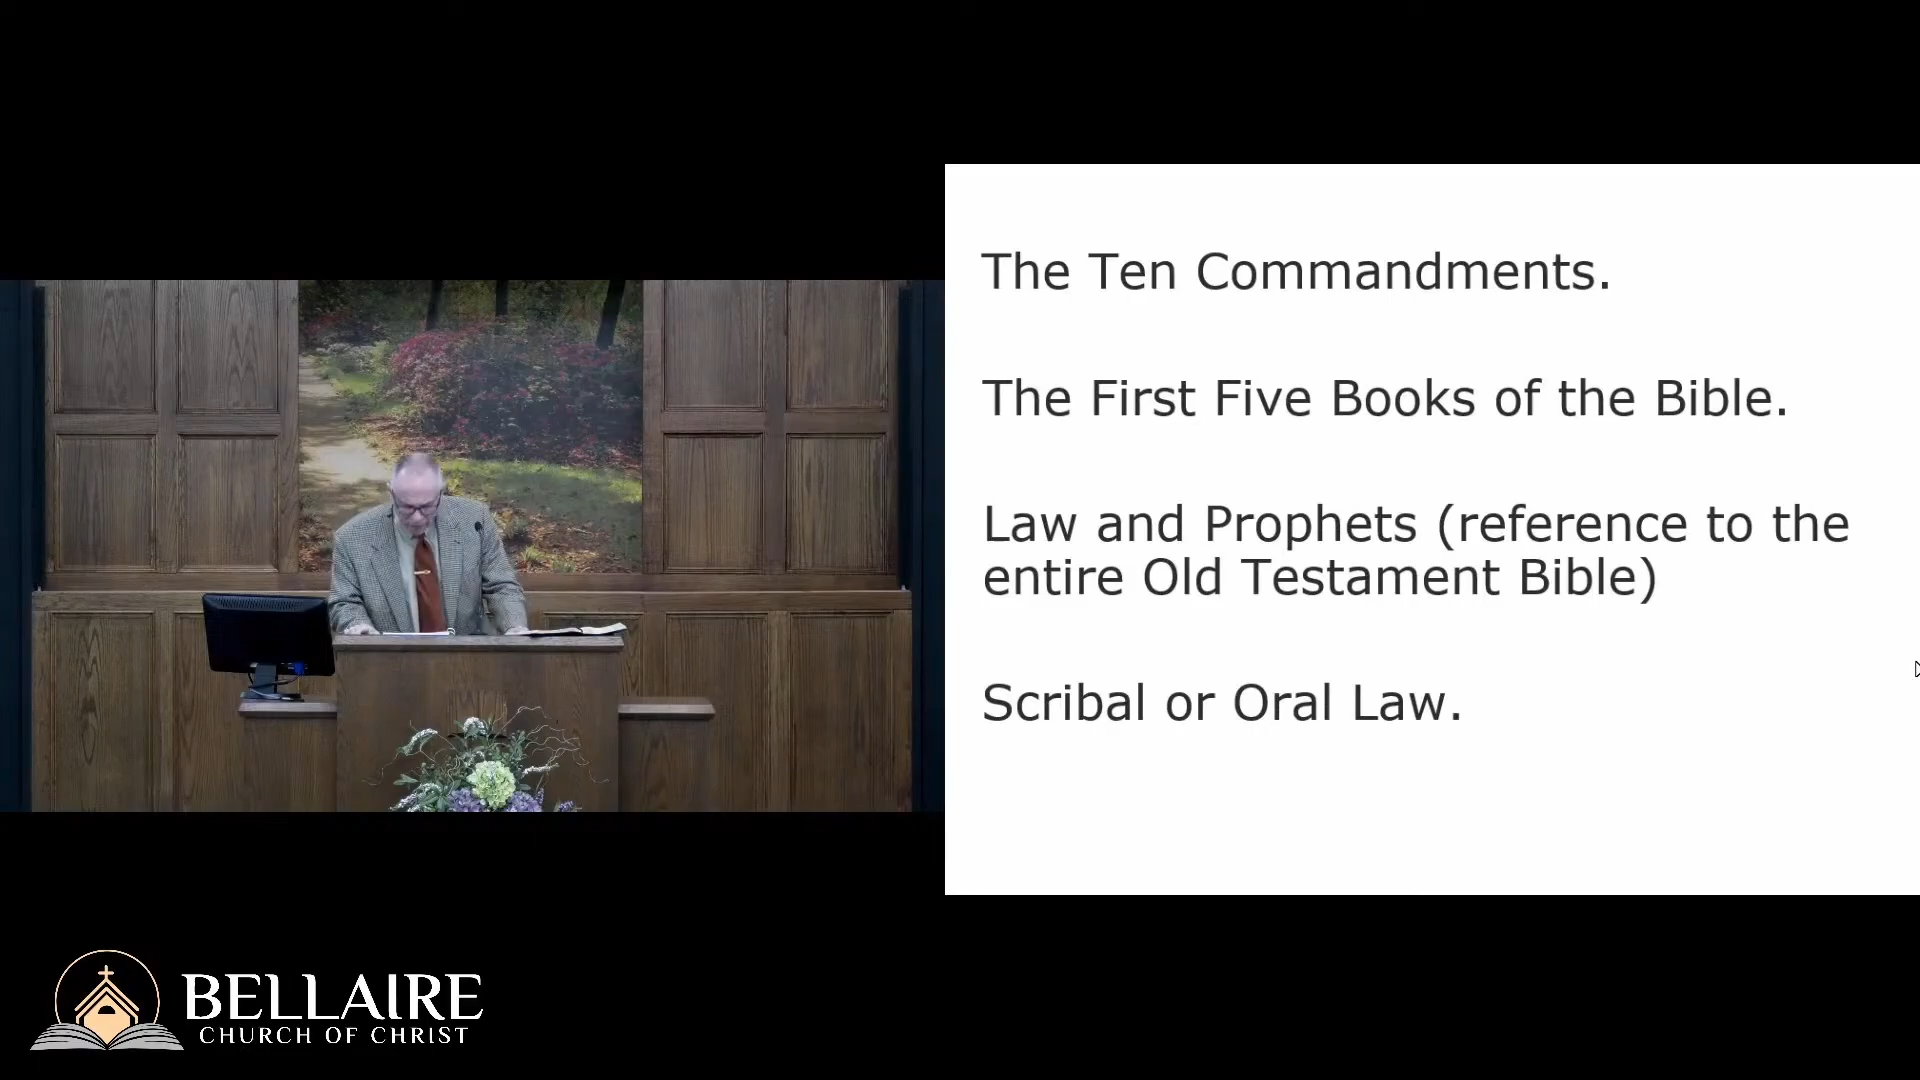 The Ten Commandments.
The First Five Books of the Bible.
Law and Prophets (reference to the
entire Old Testament Bible)
Scribal or Oral Law.
BELLAIRE
CHURCH OF CHRIST